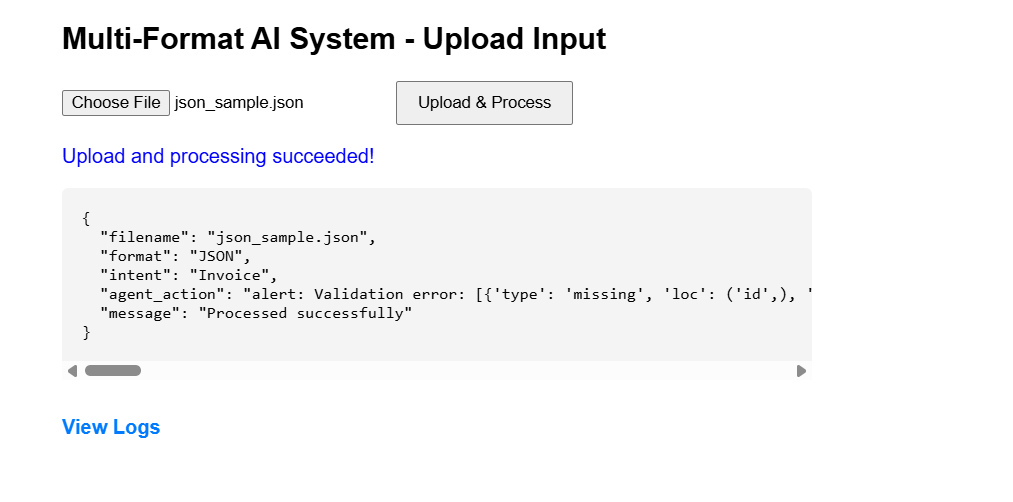 Multi-Format AI System - Upload Input
Choose File json_sample.json Upload & Process
Upload and processing succeeded!
{
  "filename": "json_sample.json",
  "format": "JSON",
  "intent": "Invoice",
  "agent_action": "alert: Validation error: [{'type': 'missing', 'loc': ('id',), '
  "message": "Processed successfully"
}
View Logs